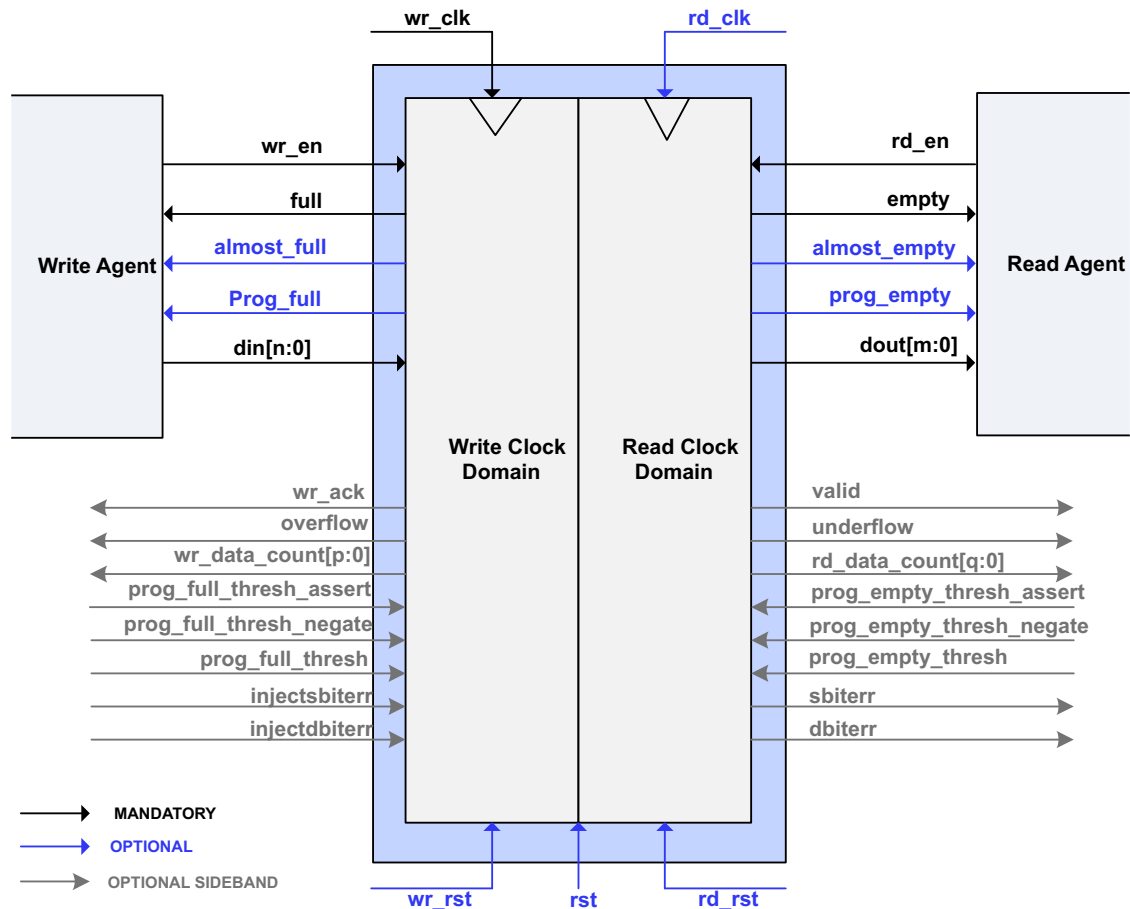 wr_clk
rd_clk
wr_en
rd_en
full
empty
almost_full
almost_empty
Write Agent
Read Agent
Prog_full
prog_empty
din[n:0]
dout[m:0]
Write Clock
Domain
Read Clock
Domain
wr_ack
valid
overflow
underflow
wr_data_count[p:0]
rd_data_count[q:0]
prog_full_thresh_assert
prog_empty_thresh_assert
prog_full_thresh_negate
prog_empty_thresh_negate
prog_full_thresh
prog_empty_thresh
injectsbiterr
sbiterr
injectdbiterr
dbiterr
MANDATORY
OPTIONAL
OPTIONAL SIDEBAND
wr_rst
rst
rd_rst